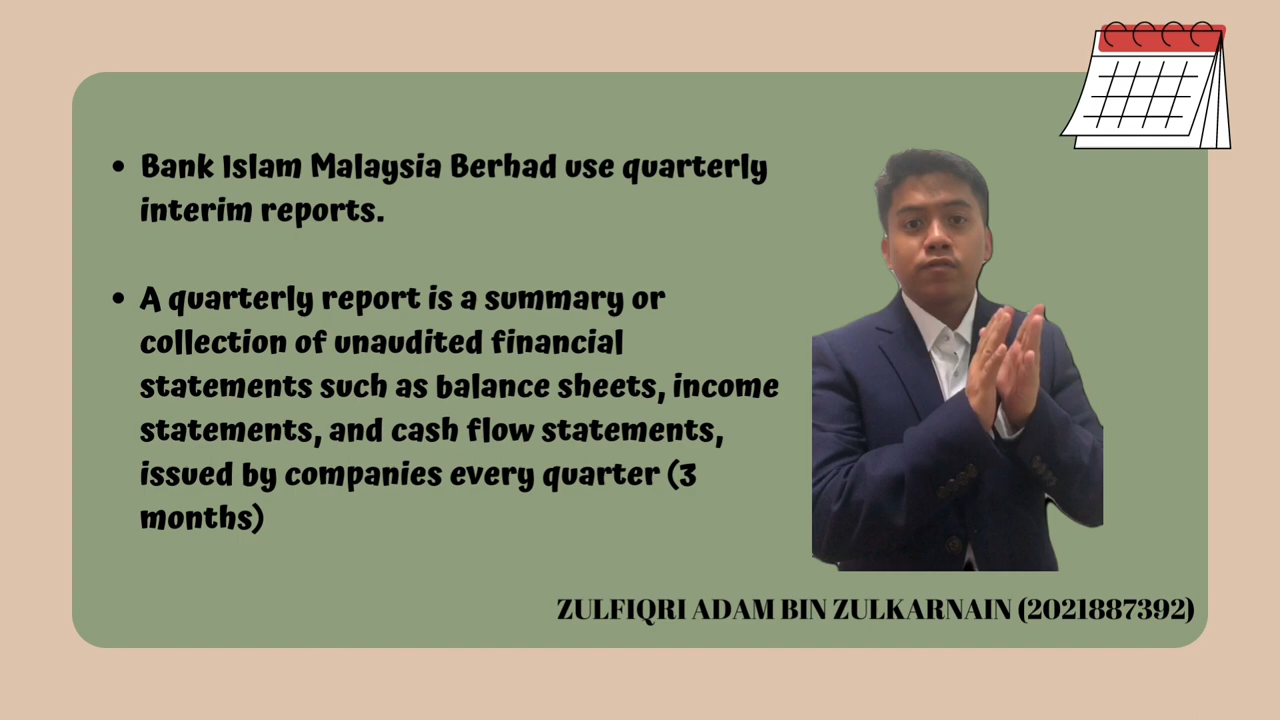 • Bank Islam Malaysia Berhad use quarterly
interim reports.
• A quarterly report is a summary or
collection of unaudited financial
statements such as balance sheets, income
statements, and cash flow statements,
issued by companies every quarter (3
months)
ZULFIQRI ADAM BIN ZULKARNAIN (2021887392)